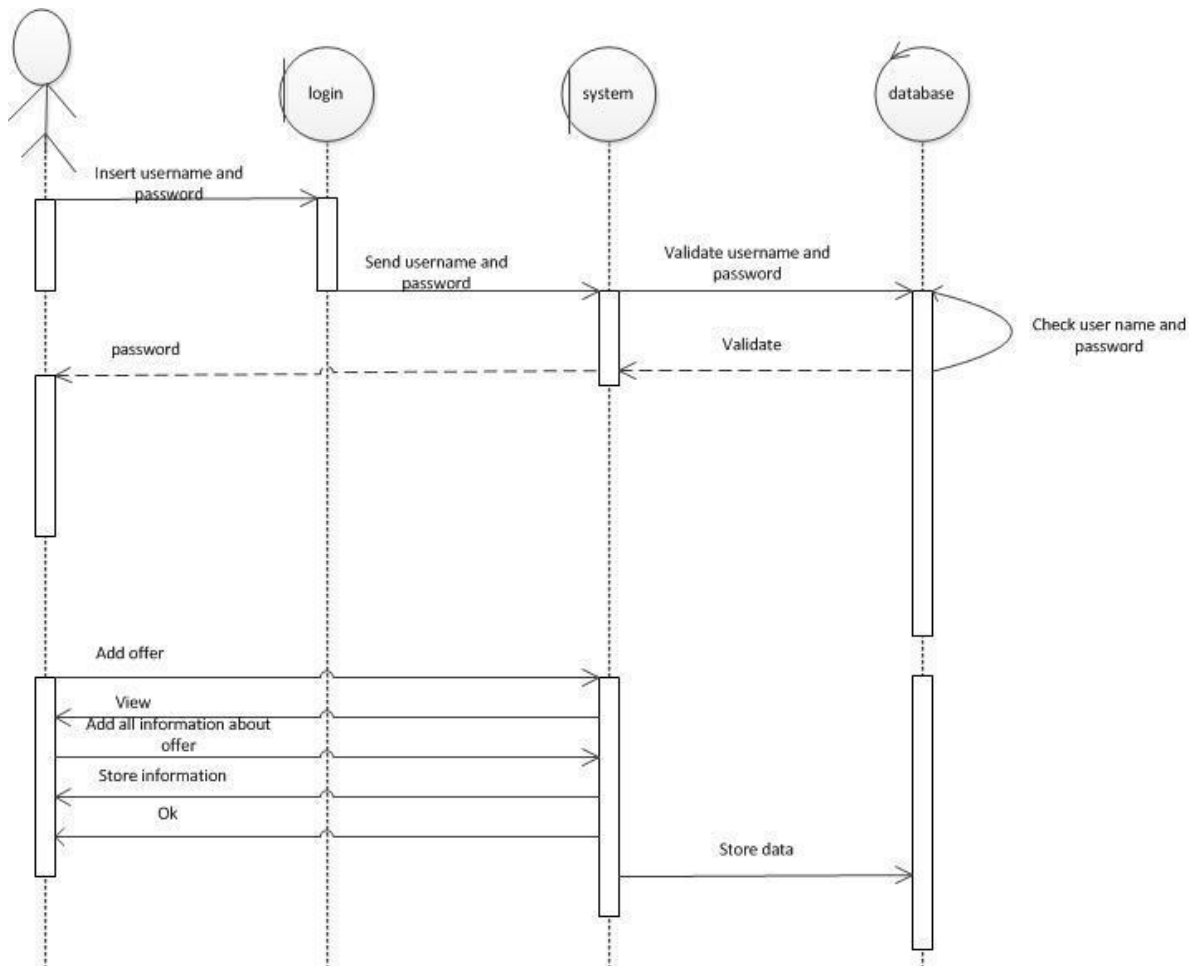 login
system
database
Insert username and
password
Send username and
password
Validate username and
password
Check user name and
password
password
Validate
Add offer
View
Add all information about
offer
Store information
Ok
Store data